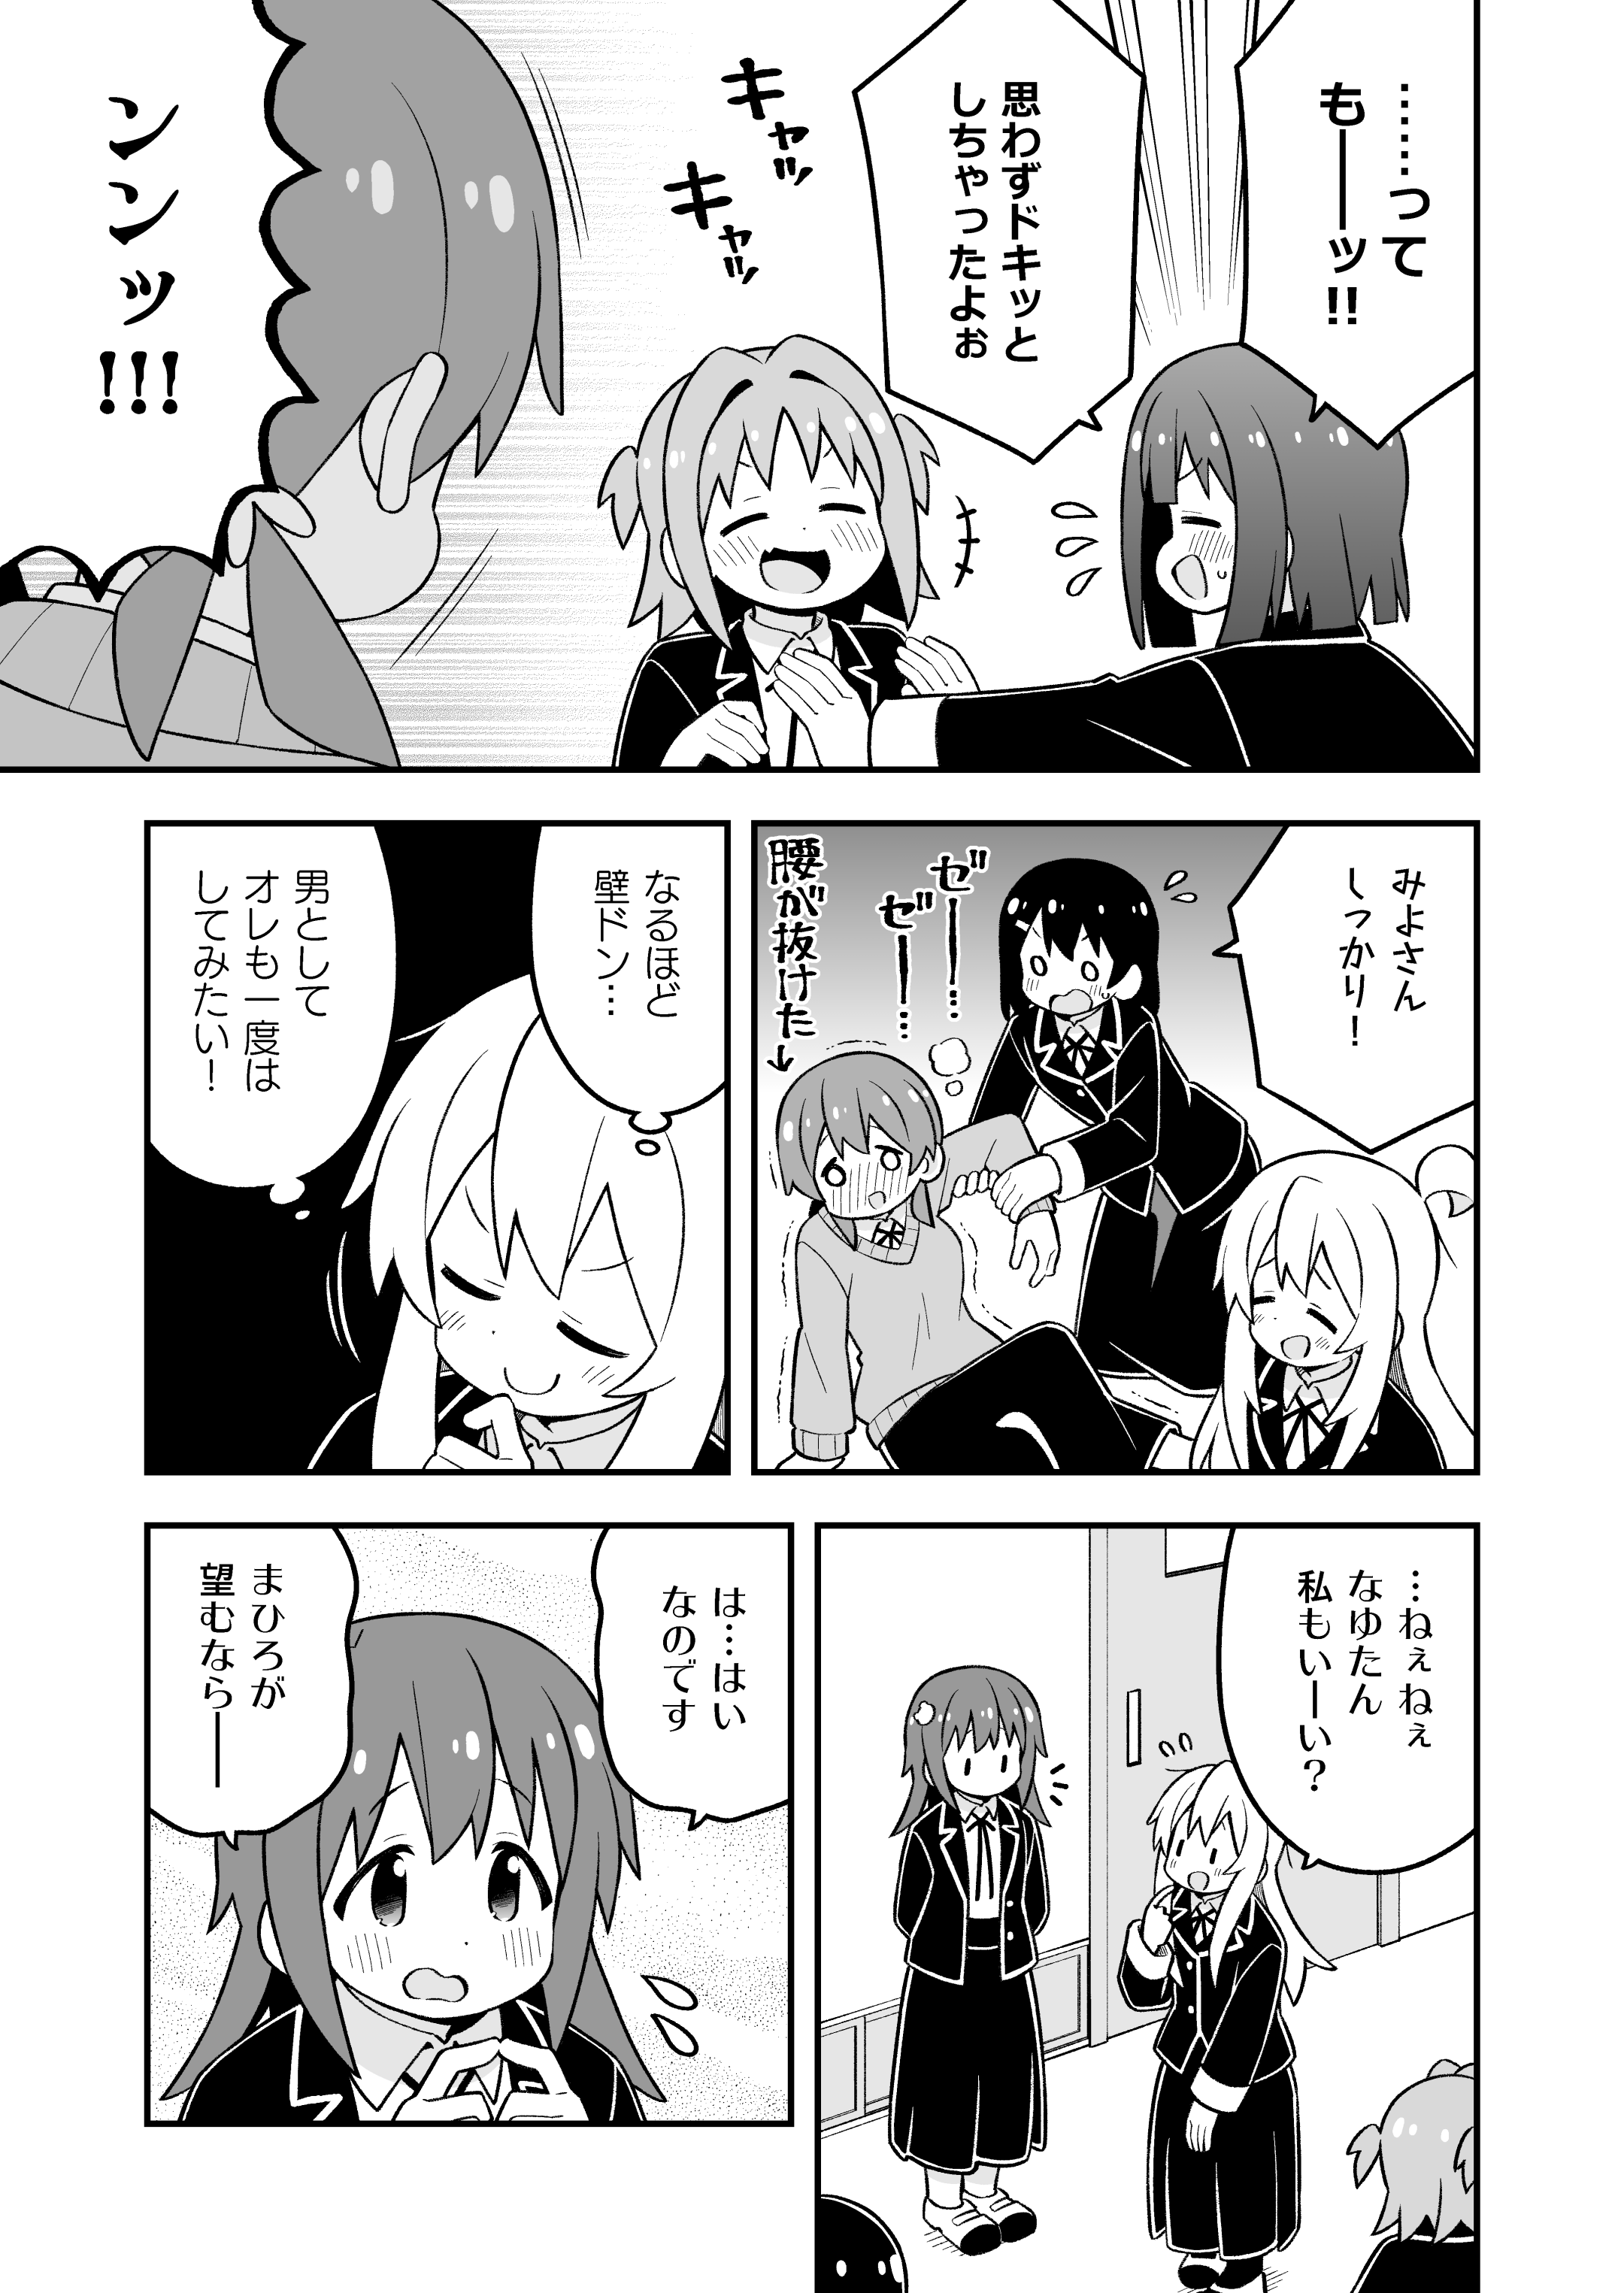 ……って
もーーッ!!
思わずドキッと
しちゃったよぉ
キャッ
キャッ
ンンッ!!!
みよさん
しっかり！
ゼーー…
ゼーー…
腰が抜けた→
なるほど
壁ドン…
男として
オレも一度は
してみたい！
…ねぇねぇ
なゆたん
私もいーい？
は…はい
なのです
まひろが
望むなら――